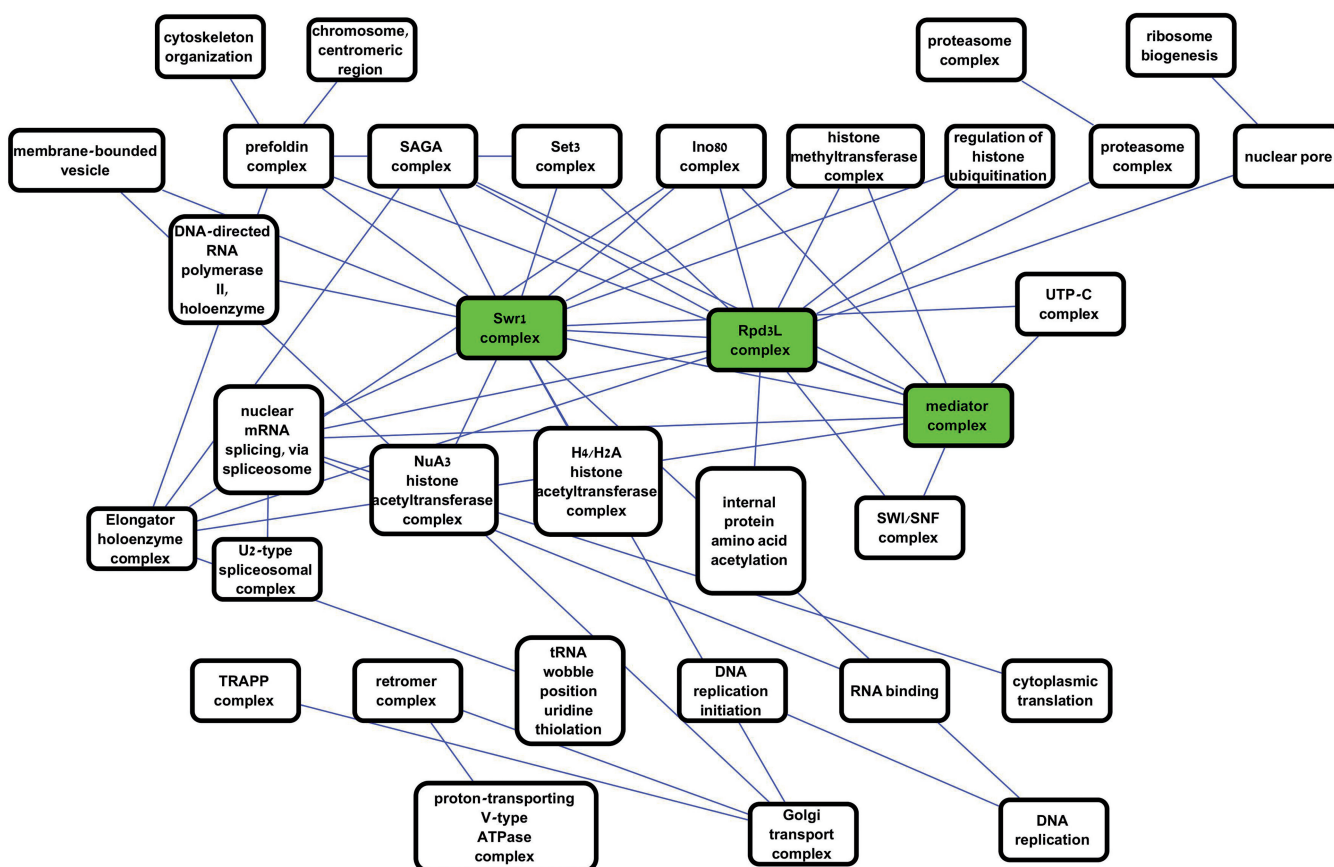 cytoskeleton
organization
chromosome,
centromeric
region
proteasome
complex
ribosome
biogenesis
membrane-bounded
vesicle
prefoldin
complex
SAGA
complex
Set3
complex
Ino80
complex
histone
methyltransferase
complex
regulation of
histone
ubiquitination
proteasome
complex
nuclear pore
DNA-directed
RNA
polymerase
II,
holoenzyme
Swr1
complex
Rpd3L
complex
UTP-C
complex
nuclear
mRNA
splicing, via
spliceosome
mediator
complex
NuA3
histone
acetyltransferase
complex
H4/H2A
histone
acetyltransferase
complex
internal
protein
amino acid
acetylation
SWI/SNF
complex
Elongator
holoenzyme
complex
U2-type
spliceosomal
complex
TRAPP
complex
retromer
complex
tRNA
wobble
position
uridine
thiolation
DNA
replication
initiation
RNA binding
cytoplasmic
translation
proton-transporting
V-type
ATPase
complex
Golgi
transport
complex
DNA
replication